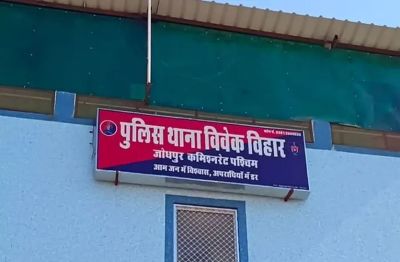 पुलिस थाना विवेक विहार
जोधपुर कमिश्नरेट पश्चिम
आम जन में विश्वास, अपराधियों में डर